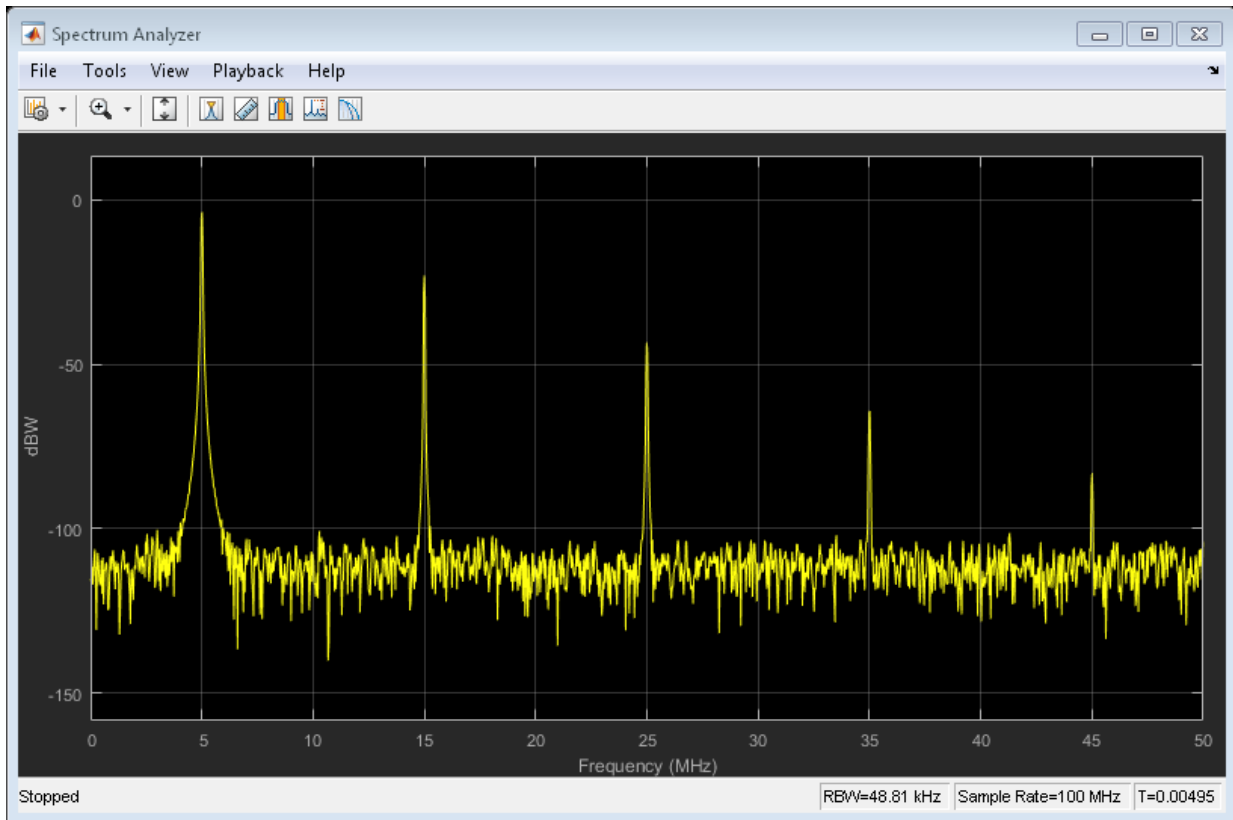 Spectrum Analyzer
File Tools View Playback Help
0
-50
-100
-150
dBW
0 5 10 15 20 25 30 35 40 45 50
Frequency (MHz)
Stopped RBW=48.81 kHz Sample Rate=100 MHz T=0.00495